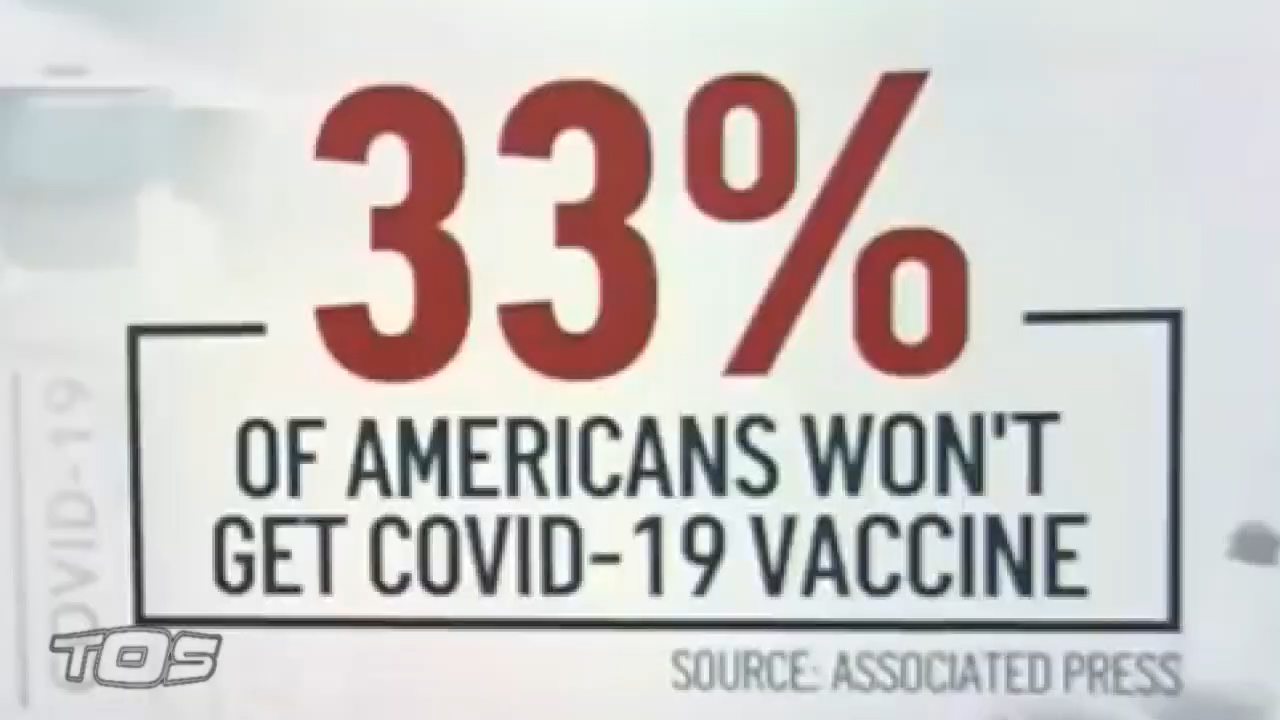 33%
OF AMERICANS WON'T
GET COVID-19 VACCINE
SOURCE: ASSOCIATED PRESS
COVID-19
TOS